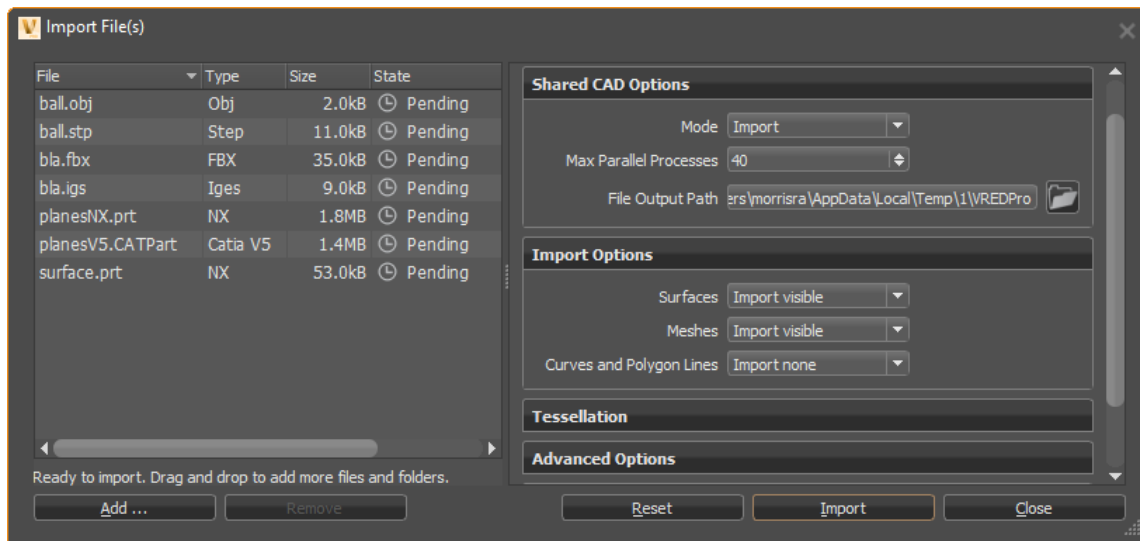 Import File(s)
File Type Size State
ball.obj Obj 2.0kB Pending
ball.stp Step 11.0kB Pending
bla.fbx FBX 35.0kB Pending
bla.igs Iges 9.0kB Pending
planesNX.prt NX 1.8MB Pending
planesV5.CATPart Catia V5 1.4MB Pending
surface.prt NX 53.0kB Pending
Ready to import. Drag and drop to add more files and folders.
Add ... Remove
Shared CAD Options
Mode Import
Max Parallel Processes 40
File Output Path ers\morrisra\AppData\Local\Temp\1\VREDPro
Import Options
Surfaces Import visible
Meshes Import visible
Curves and Polygon Lines Import none
Tessellation
Advanced Options
Reset Import Close